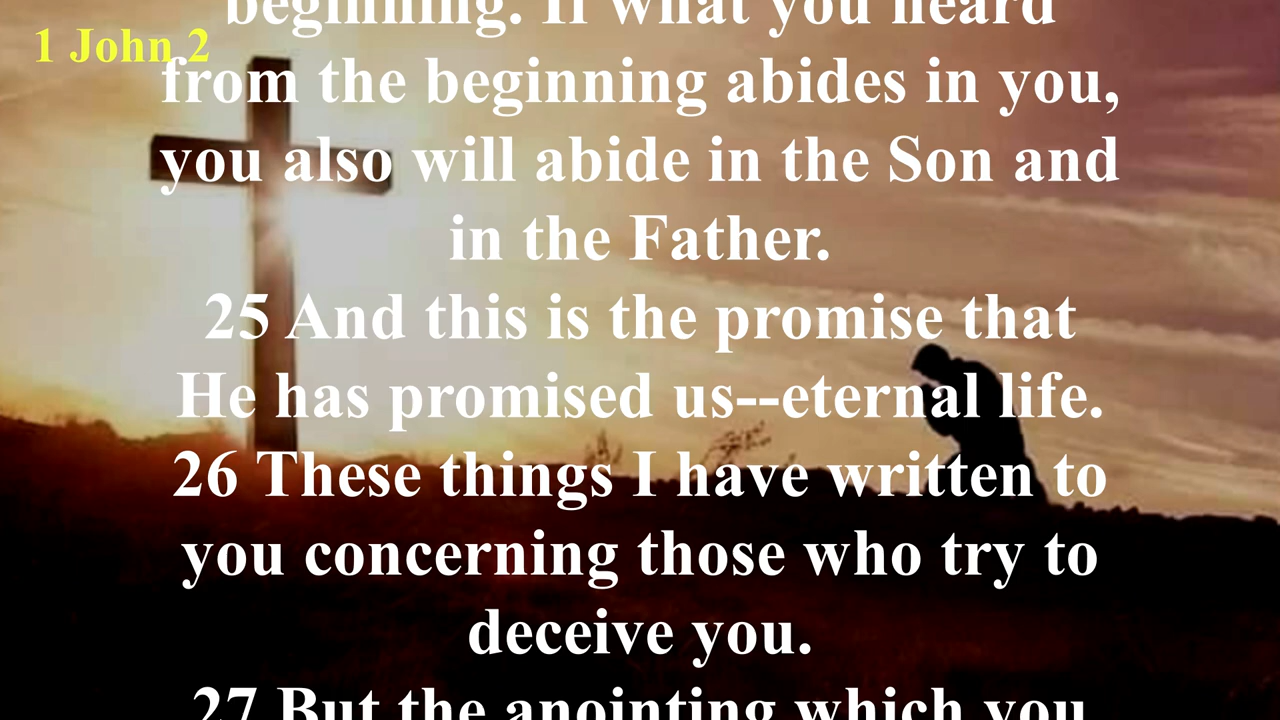 beginning. If what you heard
1 John 2
from the beginning abides in you,
you also will abide in the Son and
in the Father.
25 And this is the promise that
He has promised us--eternal life.
26 These things I have written to
you concerning those who try to
deceive you.
27 But the anointing which you